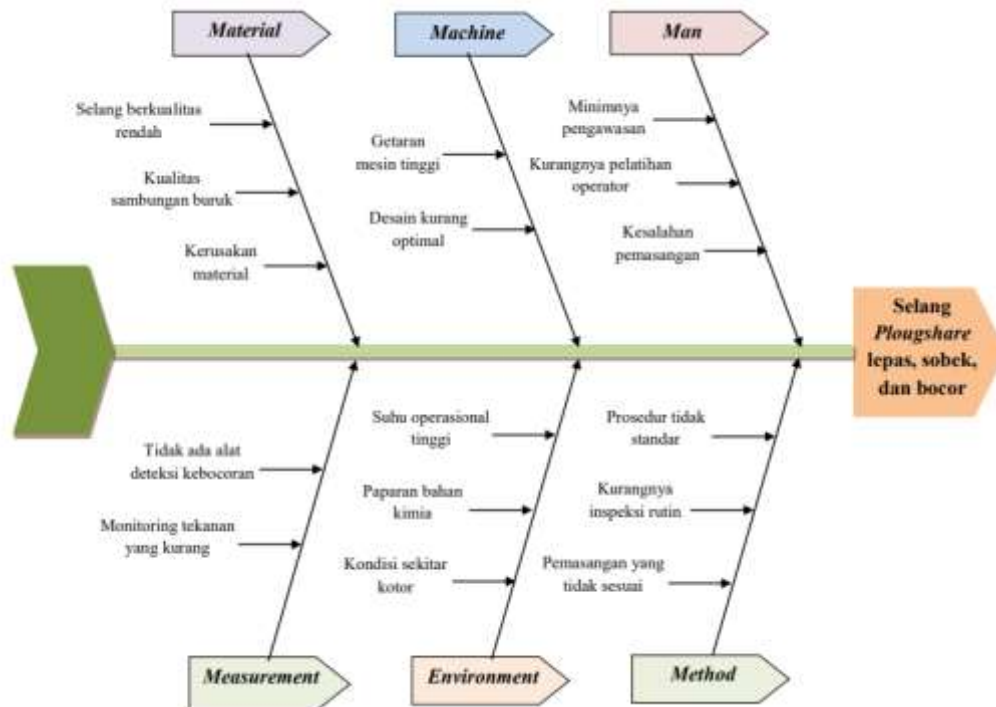 Material
Machine
Man
Selang berkualitas
rendah
Kualitas
sambungan buruk
Kerusakan
material
Getaran
mesin tinggi
Desain kurang
optimal
Minimnya
pengawasan
Kurangnya pelatihan
operator
Kesalahan
pemasangan
Selang
Plougshare
lepas, sobek,
dan bocor
Tidak ada alat
deteksi kebocoran
Monitoring tekanan
yang kurang
Suhu operasional
tinggi
Paparan bahan
kimia
Kondisi sekitar
kotor
Prosedur tidak
standar
Kurangnya
inspeksi rutin
Pemasangan yang
tidak sesuai
Measurement
Environment
Method